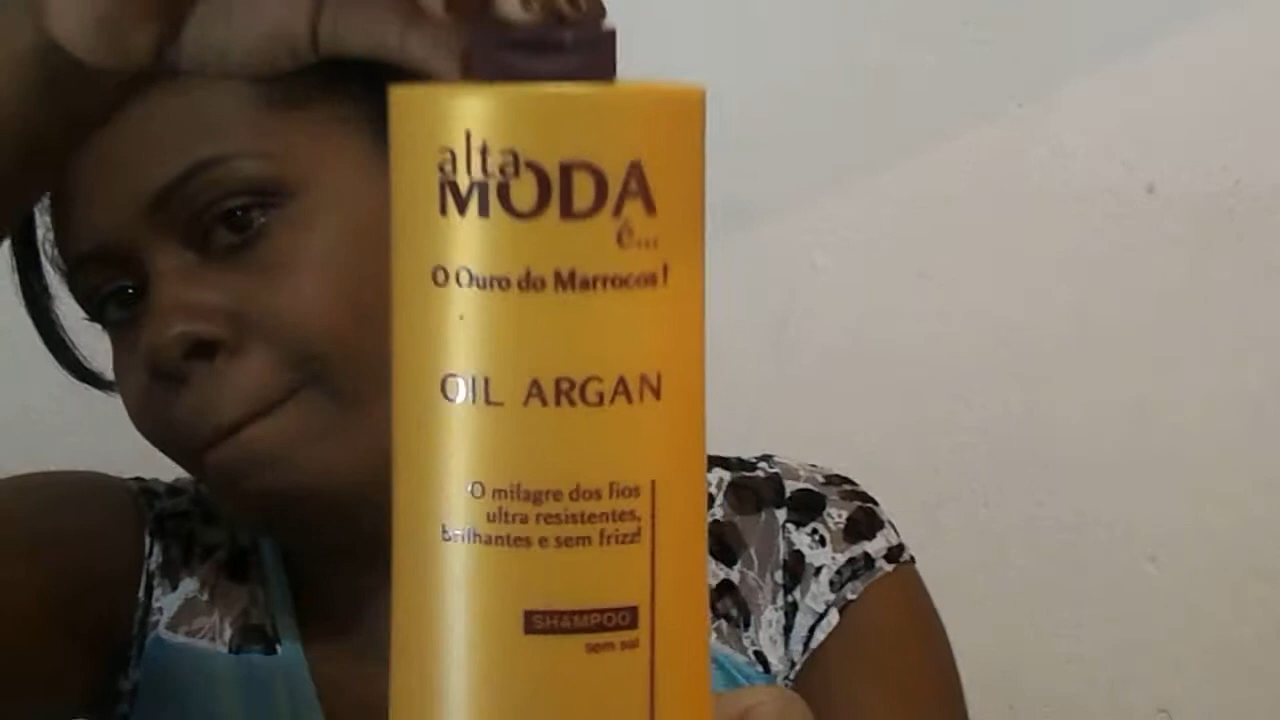 alta
MODA
é...
O Ouro do Marrocos!
OIL ARGAN
O milagre dos fios
ultra resistentes,
brilhantes e sem frizz!
SHAMPOO
sem sal